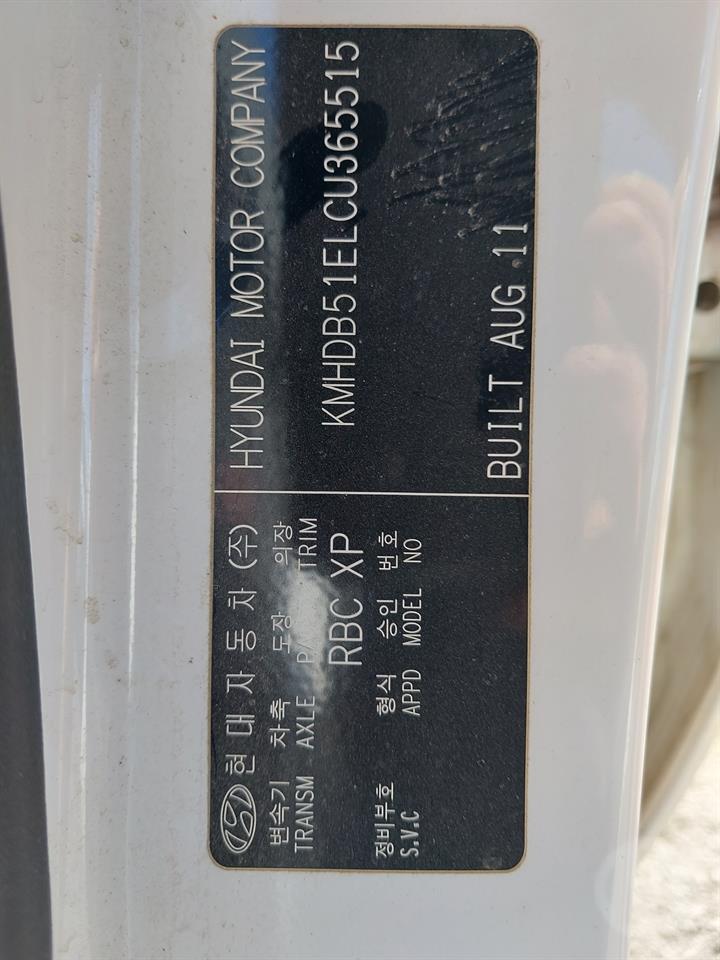 현대자동차(주) HYUNDAI MOTOR COMPANY
변속기 차축 도장 의장
TRANSM AXLE TRIM
KMHDB51ELCU365515
RBC XP
정비부호 형식 승인 번호
S.V.C APPD MODEL NO
BUILT AUG.11